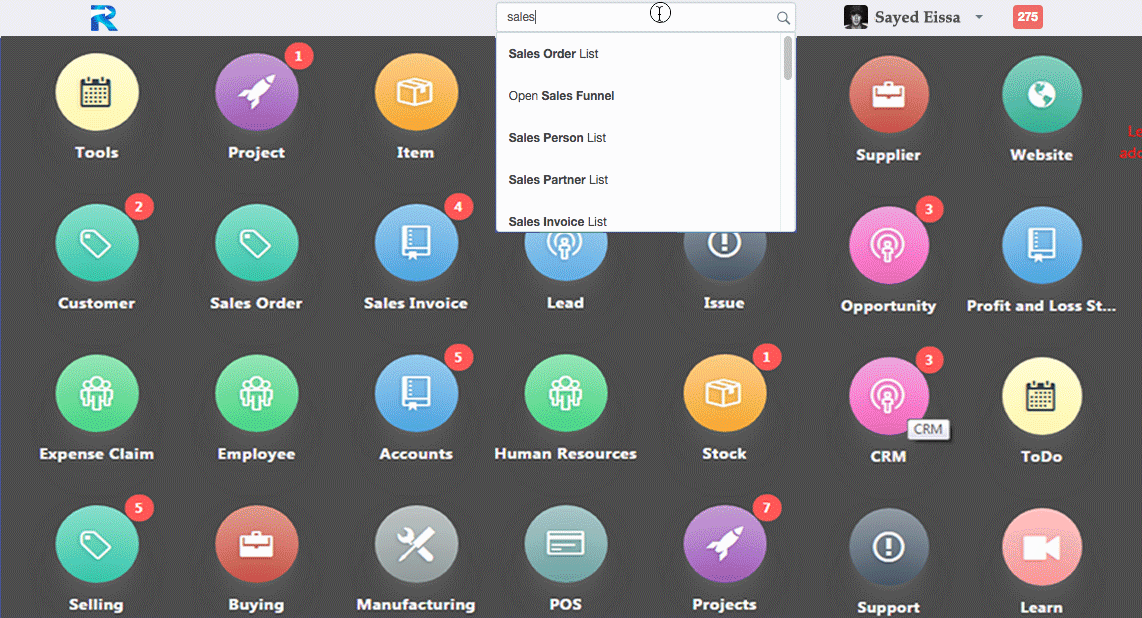 sales
Sayed Eissa
275
Sales Order List
Open Sales Funnel
Sales Person List
Sales Partner List
Sales Invoice List
1
Tools
Project
Item
Supplier
Website
2
4
3
Customer
Sales Order
Sales Invoice
Lead
Issue
Opportunity
Profit and Loss St...
5
1
3
CRM
Expense Claim
Employee
Accounts
Human Resources
Stock
CRM
ToDo
5
7
Selling
Buying
Manufacturing
POS
Projects
Support
Learn